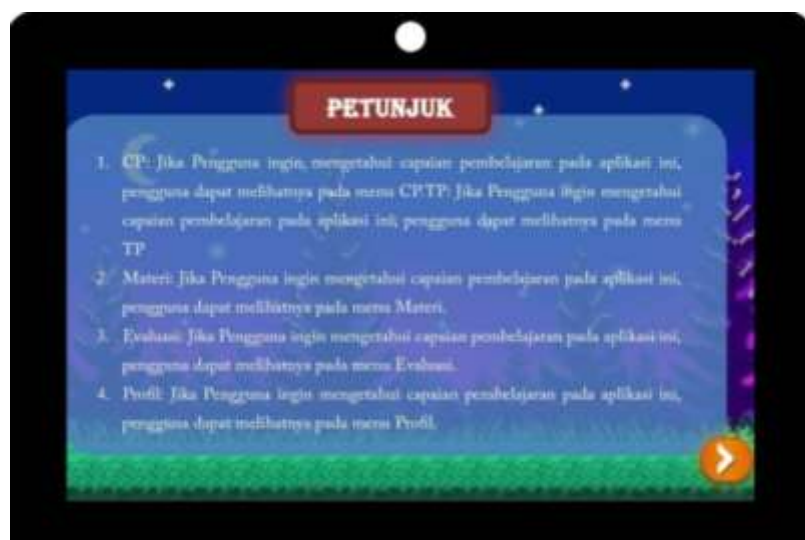 PETUNJUK
1. CP: Jika Pengguna ingin mengetahui capaian pembelajaran pada aplikasi ini,
pengguna dapat melihatnya pada menu CP.TP: Jika Pengguna ingin mengetahui
capaian pembelajaran pada aplikasi ini, pengguna dapat melihatnya pada menu
TP
2. Materi: Jika Pengguna ingin mengetahui capaian pembelajaran pada aplikasi ini,
pengguna dapat melihatnya pada menu Materi.
3. Evaluasi: Jika Pengguna ingin mengetahui capaian pembelajaran pada aplikasi ini,
pengguna dapat melihatnya pada menu Evaluasi.
4. Profil: Jika Pengguna ingin mengetahui capaian pembelajaran pada aplikasi ini,
pengguna dapat melihatnya pada menu Profil.